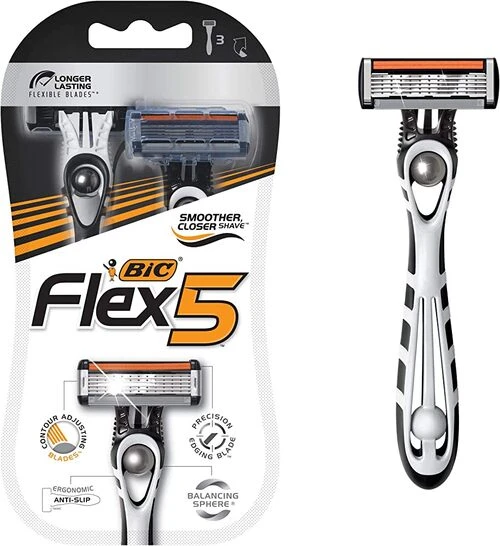 3
LONGER
LASTING
FLEXIBLE BLADES™*
SMOOTHER,
CLOSER SHAVE™
BIC
Flex5
CONTOUR ADJUSTING
BLADES
PRECISION
EDGING BLADE
ERGONOMIC
ANTI-SLIP
BALANCING
SPHERE®